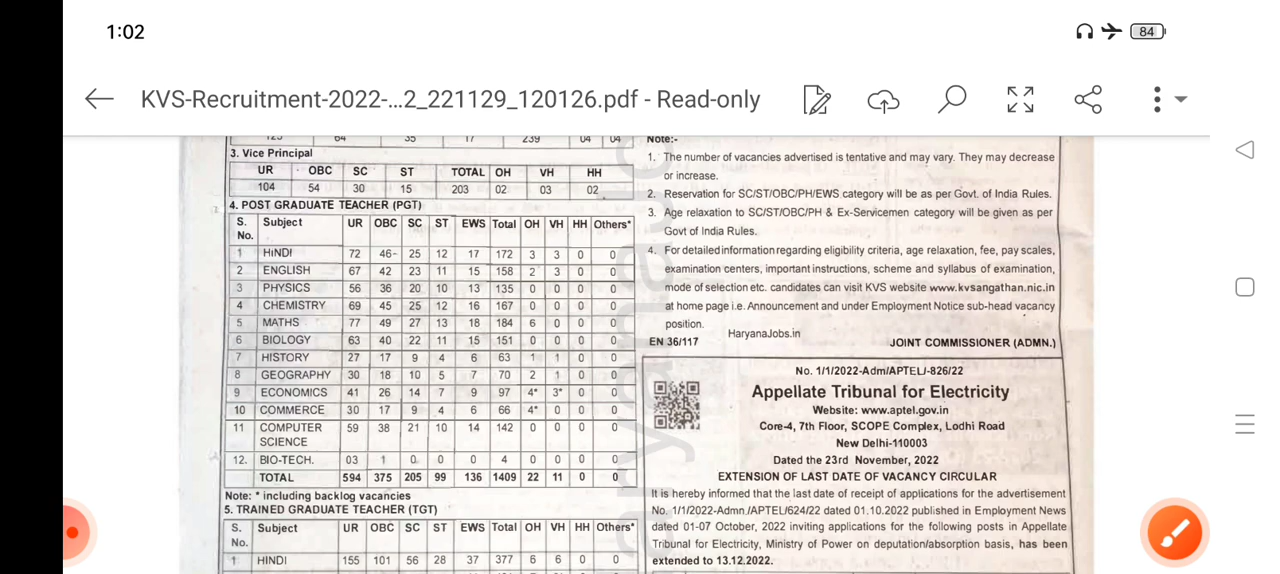 1:02
84
KVS-Recruitment-2022-...2_221129_120126.pdf - Read-only
125 64 35 17 239 04 04
3. Vice Principal
UR OBC SC ST TOTAL OH VH HH
104 54 30 15 203 02 03 02
4. POST GRADUATE TEACHER (PGT)
S. No. Subject UR OBC SC ST EWS Total OH VH HH Others*
1 HINDI 72 46- 25 12 17 172 3 3 0 0
2 ENGLISH 67 42 23 11 15 158 2 3 0 0
3 PHYSICS 56 36 20 10 13 135 0 0 0 0
4 CHEMISTRY 69 45 25 12 16 167 0 0 0 0
5 MATHS 77 49 27 13 18 184 6 0 0 0
6 BIOLOGY 63 40 22 11 15 151 0 0 0 0
7 HISTORY 27 17 9 4 6 63 1 1 0 0
8 GEOGRAPHY 30 18 10 5 7 70 2 1 0 0
9 ECONOMICS 41 26 14 7 9 97 4* 3* 0 0
10 COMMERCE 30 17 9 4 6 66 4* 0 0 0
11 COMPUTER 59 38 21 10 14 142 0 0 0 0
SCIENCE
12. BIO-TECH. 03 1 0 0 0 4 0 0 0 0
TOTAL 594 375 205 99 136 1409 22 11 0 0
Note: * including backlog vacancies
5. TRAINED GRADUATE TEACHER (TGT)
S. No. Subject UR OBC SC ST EWS Total OH VH HH Others*
1 HINDI 155 101 56 28 37 377 6 6 0 0
Note:-
1. The number of vacancies advertised is tentative and may vary. They may decrease
or increase.
2. Reservation for SC/ST/OBC/PH/EWS category will be as per Govt. of India Rules.
3. Age relaxation to SC/ST/OBC/PH & Ex-Servicemen category will be given as per
Govt of India Rules.
4. For detailed information regarding eligibility criteria, age relaxation, fee, pay scales,
examination centers, important instructions, scheme and syllabus of examination,
mode of selection etc. candidates can visit KVS website www.kvsangathan.nic.in
at home page i.e. Announcement and under Employment Notice sub-head vacancy
position.
HaryanaJobs.in
EN 36/117 JOINT COMMISSIONER (ADMN.)
No. 1/1/2022-Adm/APTEL/-826/22
Appellate Tribunal for Electricity
Website: www.aptel.gov.in
Core-4, 7th Floor, SCOPE Complex, Lodhi Road
New Delhi-110003
Dated the 23rd November, 2022
EXTENSION OF LAST DATE OF VACANCY CIRCULAR
It is hereby informed that the last date of receipt of applications for the advertisement
No. 1/1/2022-Admn./APTEL/624/22 dated 01.10.2022 published in Employment News
dated 01-07 October, 2022 inviting applications for the following posts in Appellate
Tribunal for Electricity, Ministry of Power on deputation/absorption basis, has been
extended to 13.12.2022.